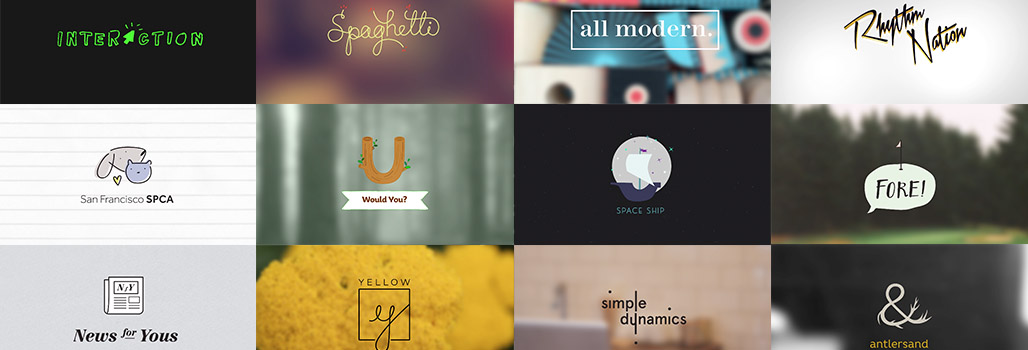 INTERACTION
Spaghetti
all modern.
Rhythm
Nation
San Francisco SPCA
U
Would You?
SPACE SHIP
FORE!
N/Y
News for Yous
YELLOW
y
simple
dynamics
&
antlersand